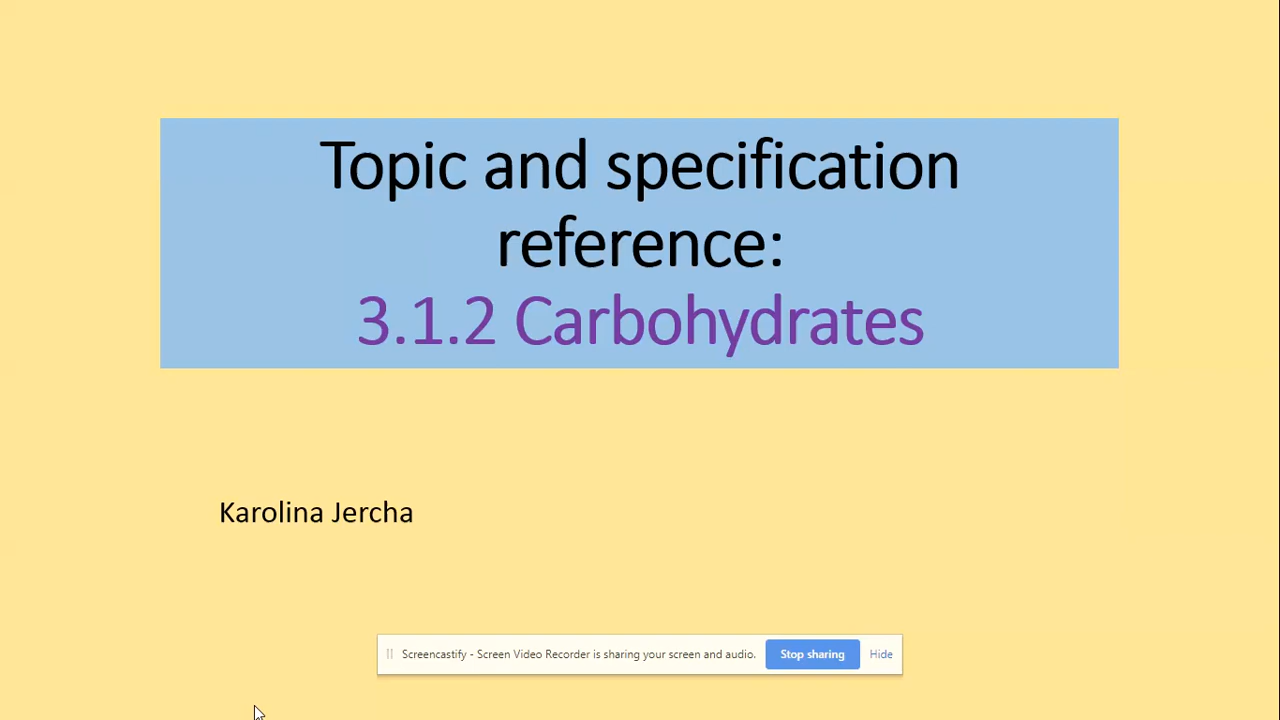 Topic and specification
reference:
3.1.2 Carbohydrates
Karolina Jercha
Screencastify - Screen Video Recorder is sharing your screen and audio. Stop sharing Hide